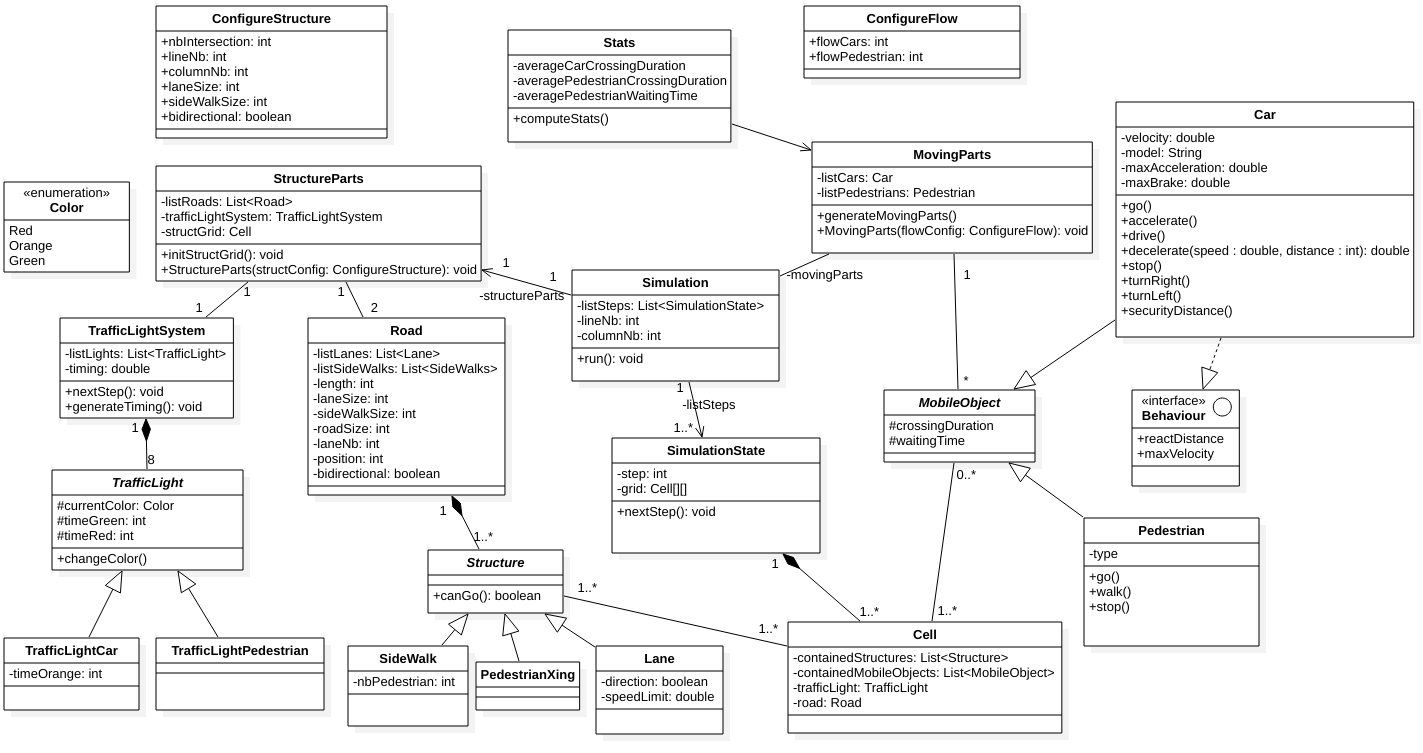 ConfigureStructure
+nbIntersection: int
+lineNb: int
+columnNb: int
+laneSize: int
+sideWalkSize: int
+bidirectional: boolean
Stats
-averageCarCrossingDuration
-averagePedestrianCrossingDuration
-averagePedestrianWaitingTime
+computeStats()
ConfigureFlow
+flowCars: int
+flowPedestrian: int
Car
-velocity: double
-model: String
-maxAcceleration: double
-maxBrake: double
+go()
+accelerate()
+drive()
+decelerate(speed : double, distance : int): double
+stop()
+turnRight()
+turnLeft()
+securityDistance()
MovingParts
-listCars: Car
-listPedestrians: Pedestrian
+generateMovingParts()
+MovingParts(flowConfig: ConfigureFlow): void
«enumeration»
Color
Red
Orange
Green
StructureParts
-listRoads: List<Road>
-trafficLightSystem: TrafficLightSystem
-structGrid: Cell
+initStructGrid(): void
+StructureParts(structConfig: ConfigureStructure): void
1
1
-structureParts
Simulation
-listSteps: List<SimulationState>
-lineNb: int
-columnNb: int
+run(): void
-movingParts
1
*
1
1
1
2
TrafficLightSystem
-listLights: List<TrafficLight>
-timing: double
+nextStep(): void
+generateTiming(): void
Road
-listLanes: List<Lane>
-listSideWalks: List<SideWalks>
-length: int
-laneSize: int
-sideWalkSize: int
-roadSize: int
-laneNb: int
-position: int
-bidirectional: boolean
1
-listSteps
1..*
MobileObject
#crossingDuration
#waitingTime
«interface»
Behaviour
+reactDistance
+maxVelocity
1
8
TrafficLight
#currentColor: Color
#timeGreen: int
#timeRed: int
+changeColor()
SimulationState
-step: int
-grid: Cell[][]
+nextStep(): void
0..*
Pedestrian
-type
+go()
+walk()
+stop()
1
1..*
Structure
+canGo(): boolean
1..*
1..*
1
1..*
1..*
TrafficLightCar
-timeOrange: int
TrafficLightPedestrian
SideWalk
-nbPedestrian: int
PedestrianXing
Lane
-direction: boolean
-speedLimit: double
Cell
-containedStructures: List<Structure>
-containedMobileObjects: List<MobileObject>
-trafficLight: TrafficLight
-road: Road